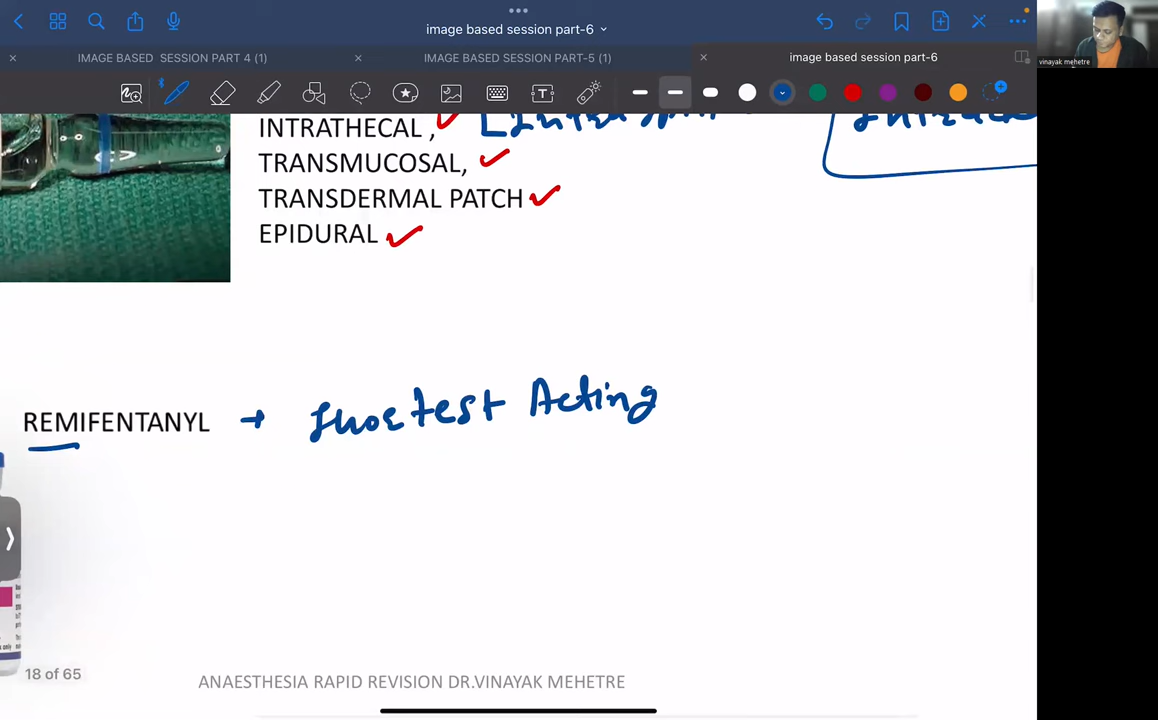 image based session part-6
IMAGE BASED SESSION PART 4 (1)
IMAGE BASED SESSION PART-5 (1)
image based session part-6
vinayak mehetre
INTRATHECAL ,
TRANSMUCOSAL,
TRANSDERMAL PATCH
EPIDURAL
REMIFENTANYL → shortest Acting
18 of 65
ANAESTHESIA RAPID REVISION DR.VINAYAK MEHETRE